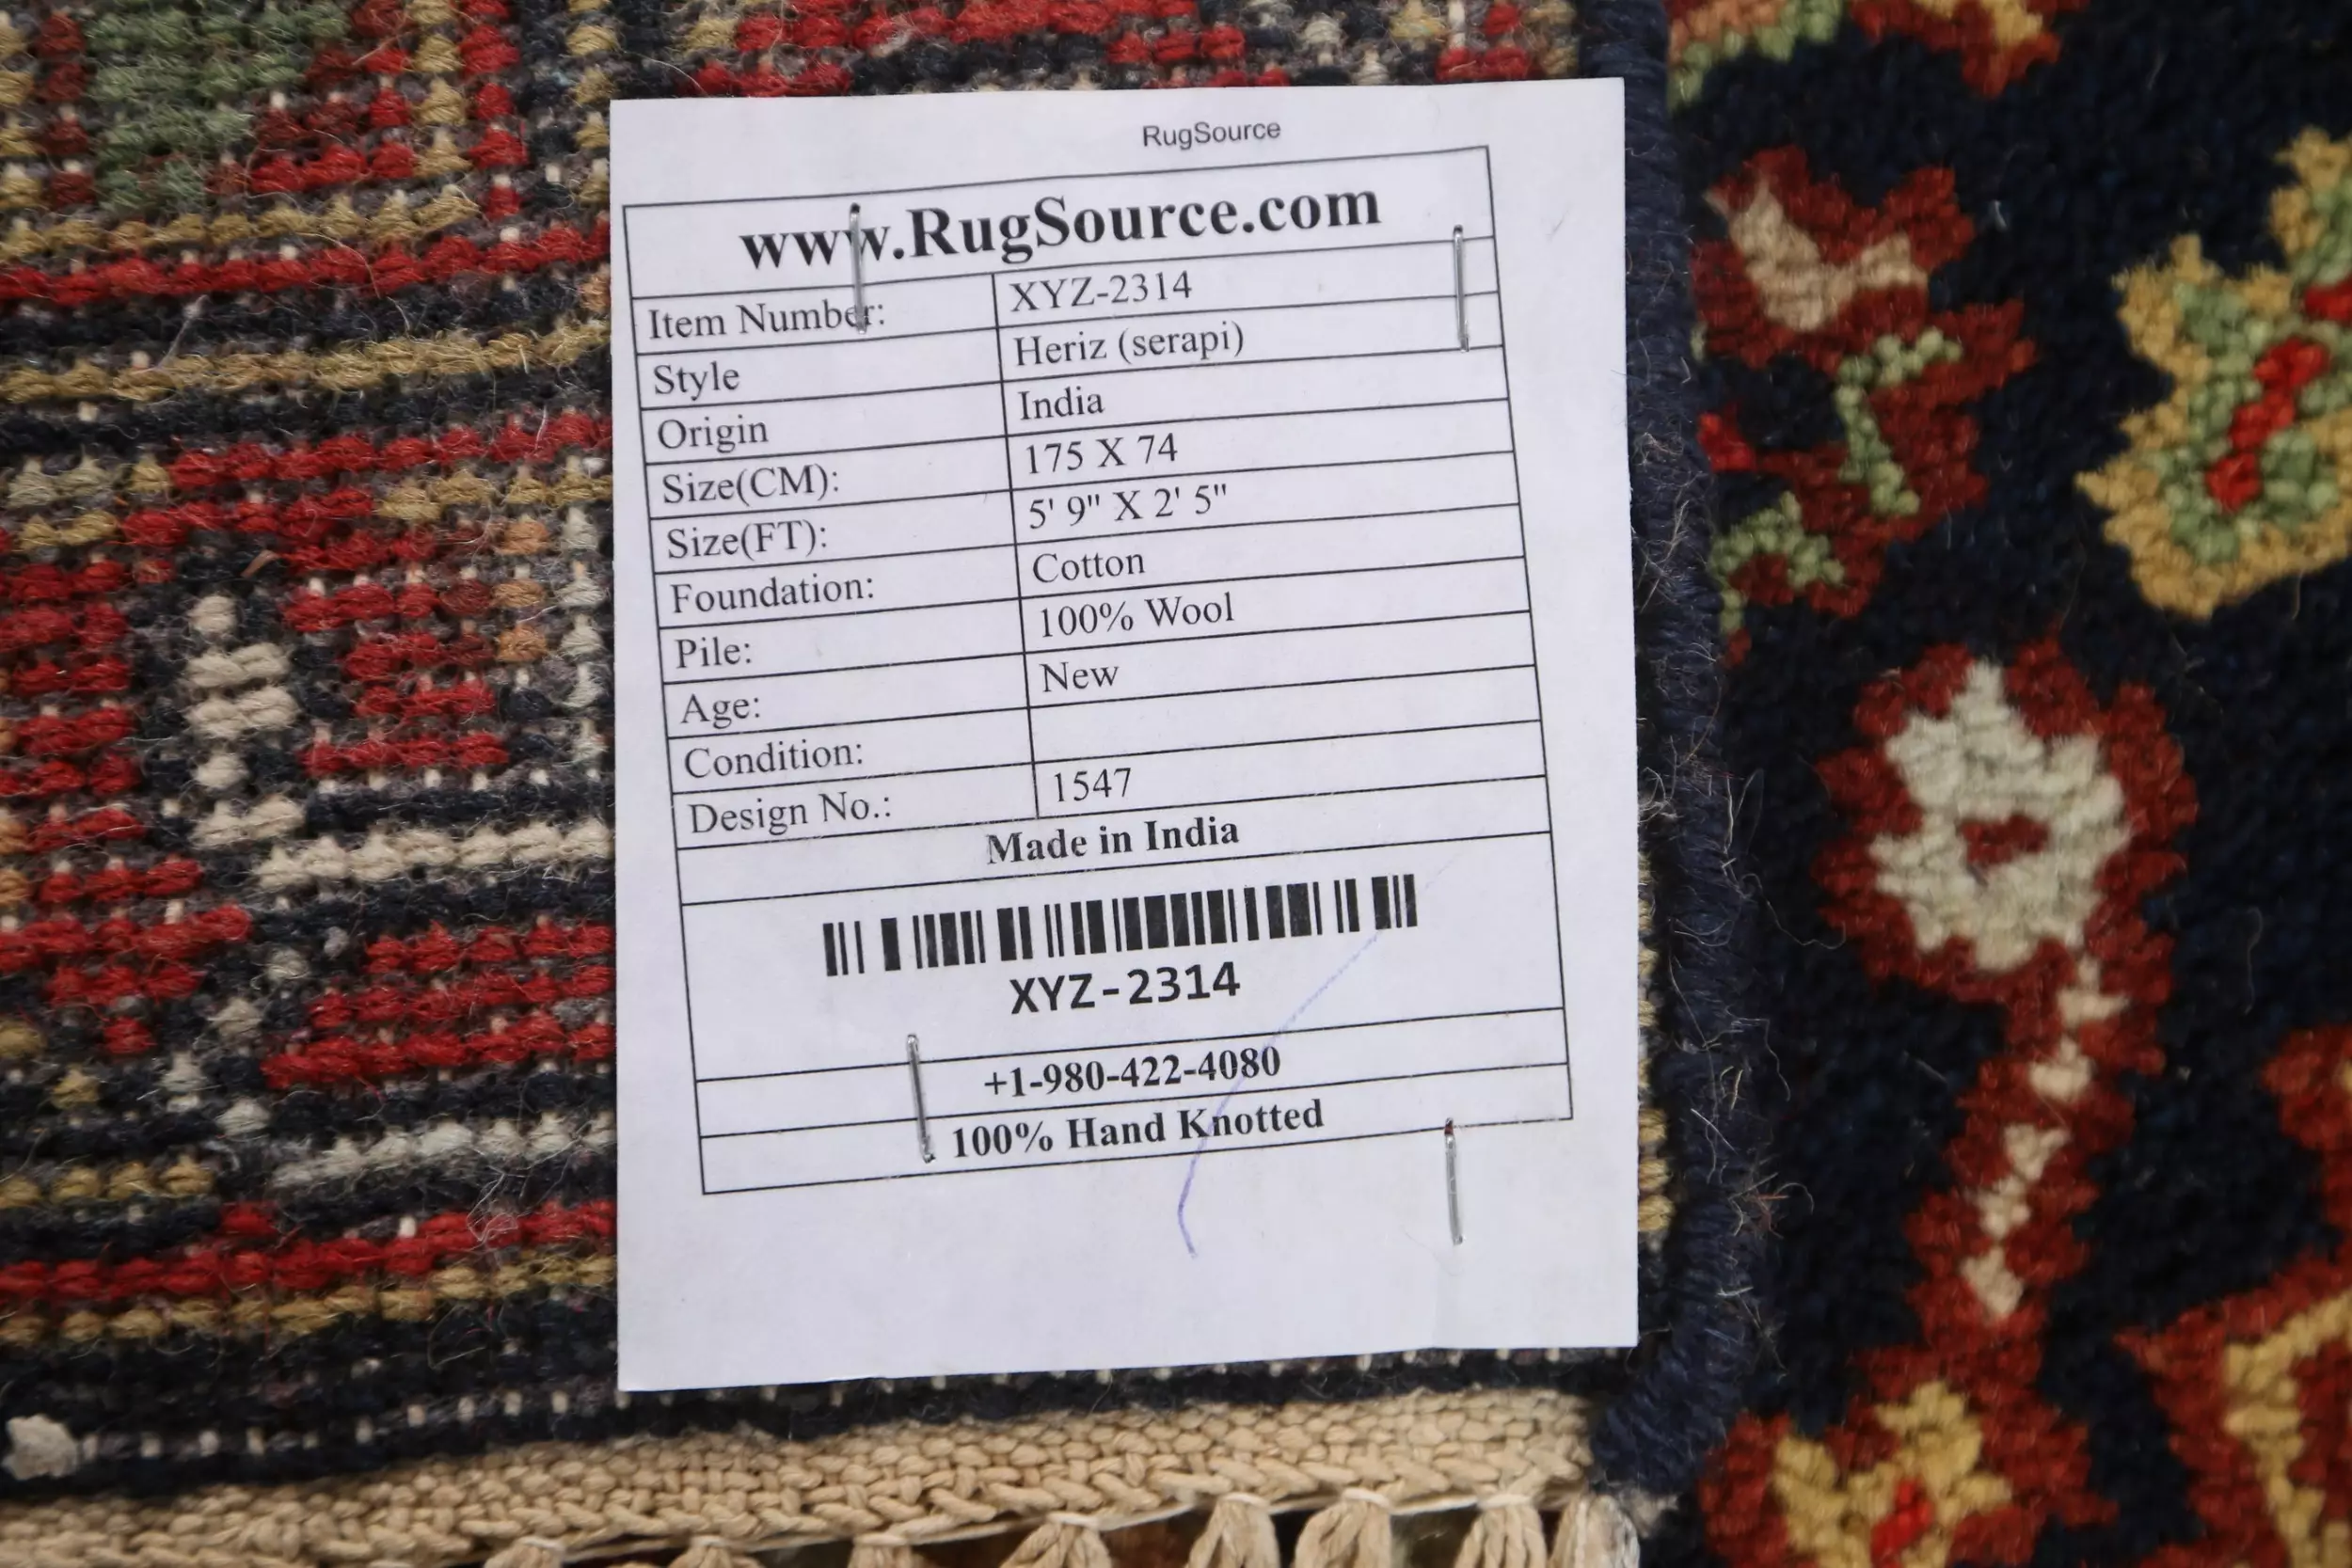 RugSource
www.RugSource.com
Item Number: XYZ-2314
Style Heriz (serapi)
Origin India
Size(CM): 175 X 74
Size(FT): 5' 9" X 2' 5"
Foundation: Cotton
Pile: 100% Wool
Age: New
Condition:
Design No.: 1547
Made in India
XYZ-2314
+1-980-422-4080
100% Hand Knotted